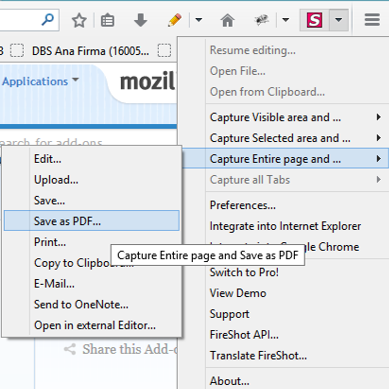 3
DBS Ana Firma (16005...
Applications
mozil
search for add-ons
Resume editing...
Open File...
Open from Clipboard...
Capture Visible area and ...
Capture Selected area and ...
Capture Entire page and ...
Capture all Tabs
Preferences...
Integrate into Internet Explorer
Chrome
Switch to Pro!
View Demo
Support
FireShot API...
Translate FireShot...
About...
Edit...
Upload...
Save...
Save as PDF...
Print...
Copy to Clipboard...
E-Mail...
Send to OneNote...
Open in external Editor...
Capture Entire page and Save as PDF
Share this Add-o
S